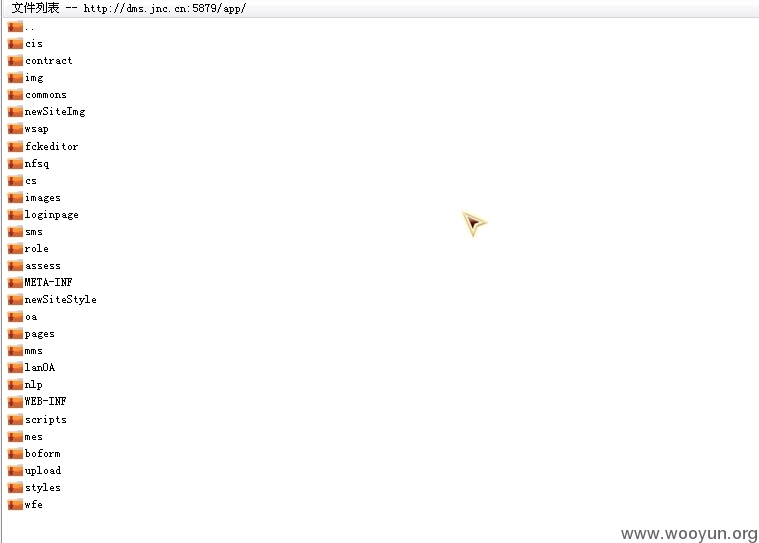 文件列表 -- http://dms.jnc.cn:5879/app/
..
cis
contract
img
commons
newSiteImg
wsap
fckeditor
nfsq
cs
images
loginpage
sms
role
assess
META-INF
newSiteStyle
oa
pages
mms
lanOA
nlp
WEB-INF
scripts
mes
boform
upload
styles
wfe
www.wooyun.org